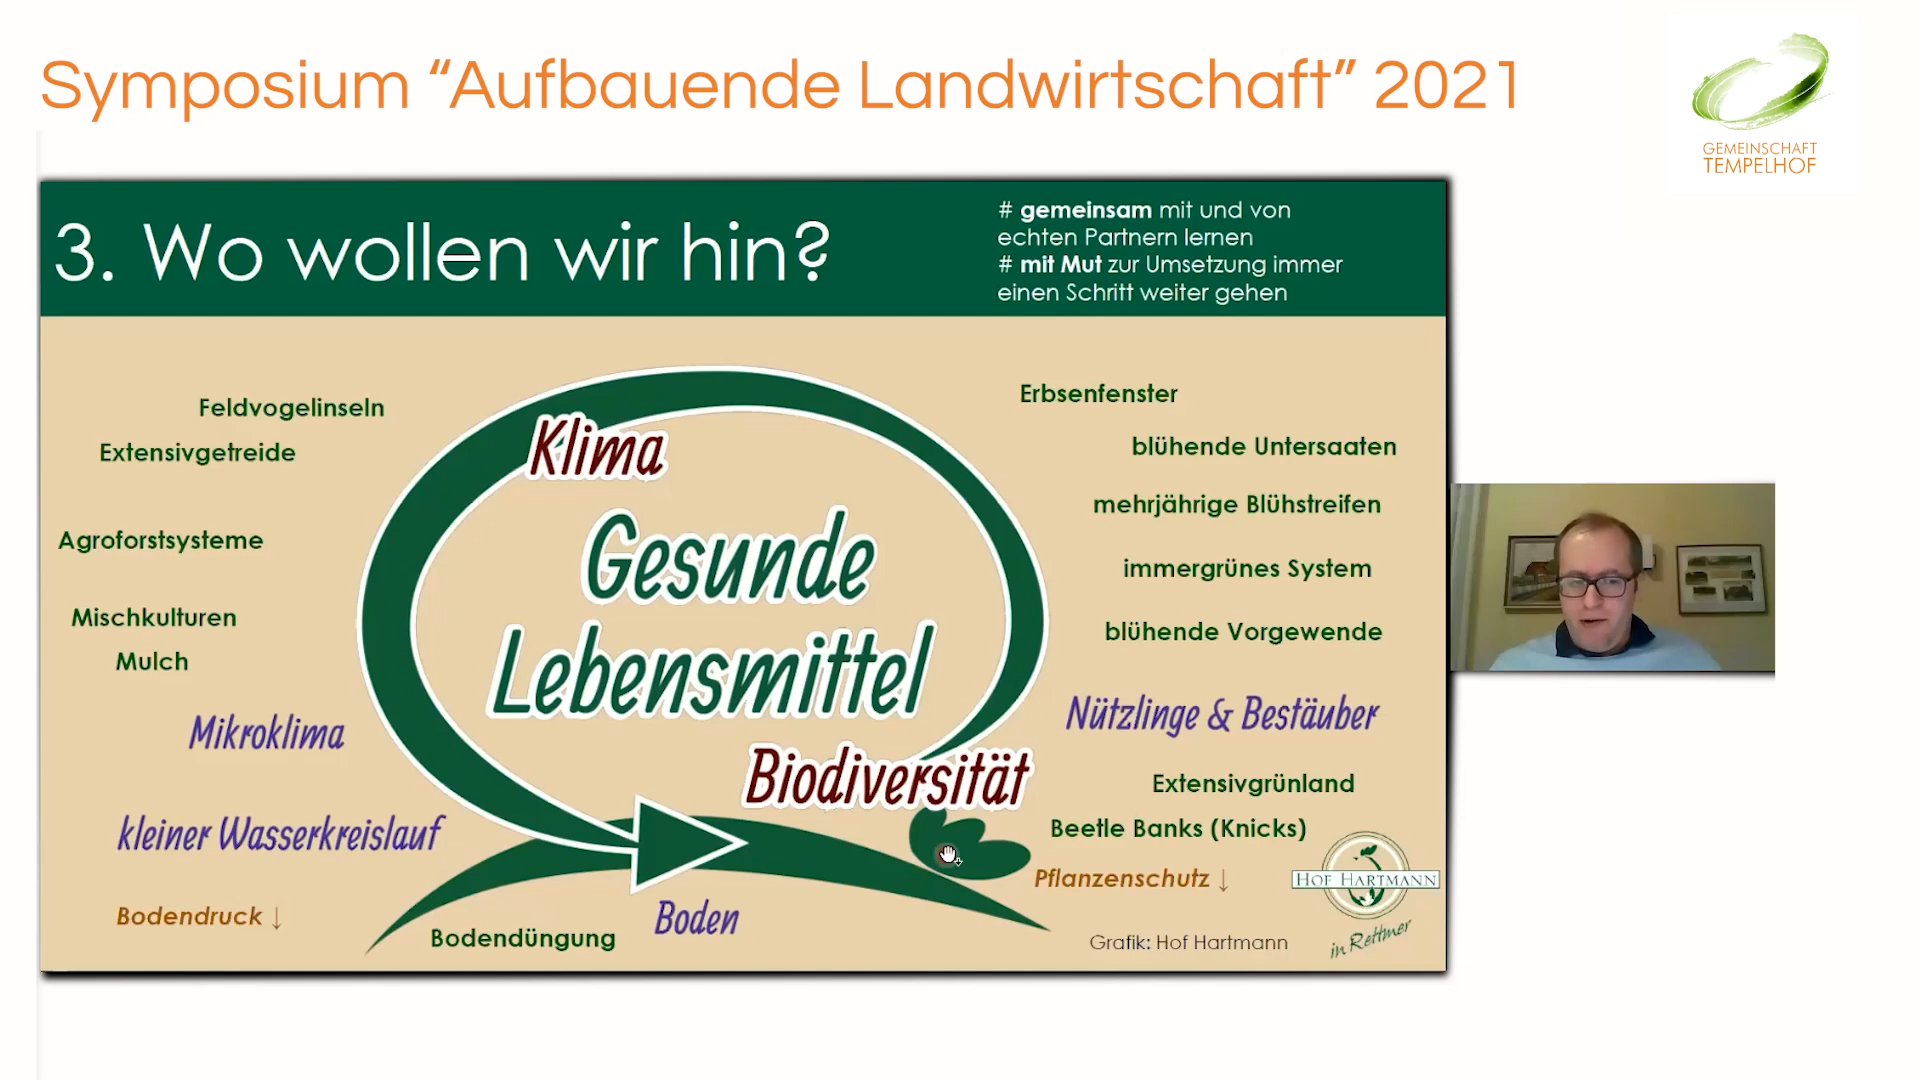 Symposium “Aufbauende Landwirtschaft” 2021
GEMEINSCHAFT
TEMPELHOF
3. Wo wollen wir hin?
# gemeinsam mit und von
echten Partnern lernen
# mit Mut zur Umsetzung immer
einen Schritt weiter gehen
Feldvogelinseln
Extensivgetreide
Agroforstsysteme
Mischkulturen
Mulch
Mikroklima
kleiner Wasserkreislauf
Bodendruck ↓
Klima
Gesunde
Lebensmittel
Biodiversität
Bodendüngung
Boden
Erbsenfenster
blühende Untersaaten
mehrjährige Blühstreifen
immergrünes System
blühende Vorgewende
Nützlinge & Bestäuber
Extensivgrünland
Beetle Banks (Knicks)
Pflanzenschutz ↓
HOF HARTMANN
in Rettmer
Grafik: Hof Hartmann